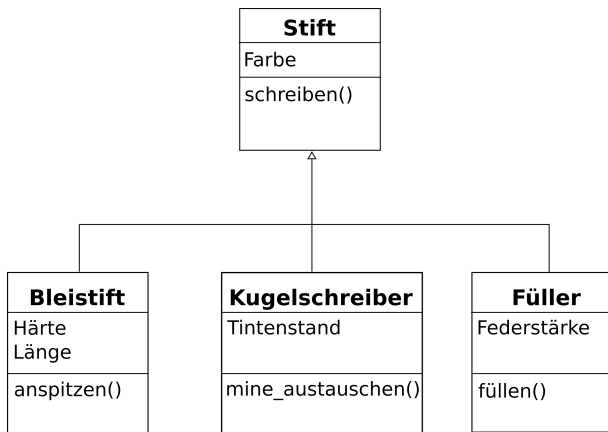 Stift
Farbe
schreiben()
Bleistift
Härte
Länge
anspitzen()
Kugelschreiber
Tintenstand
mine_austauschen()
Füller
Federstärke
füllen()